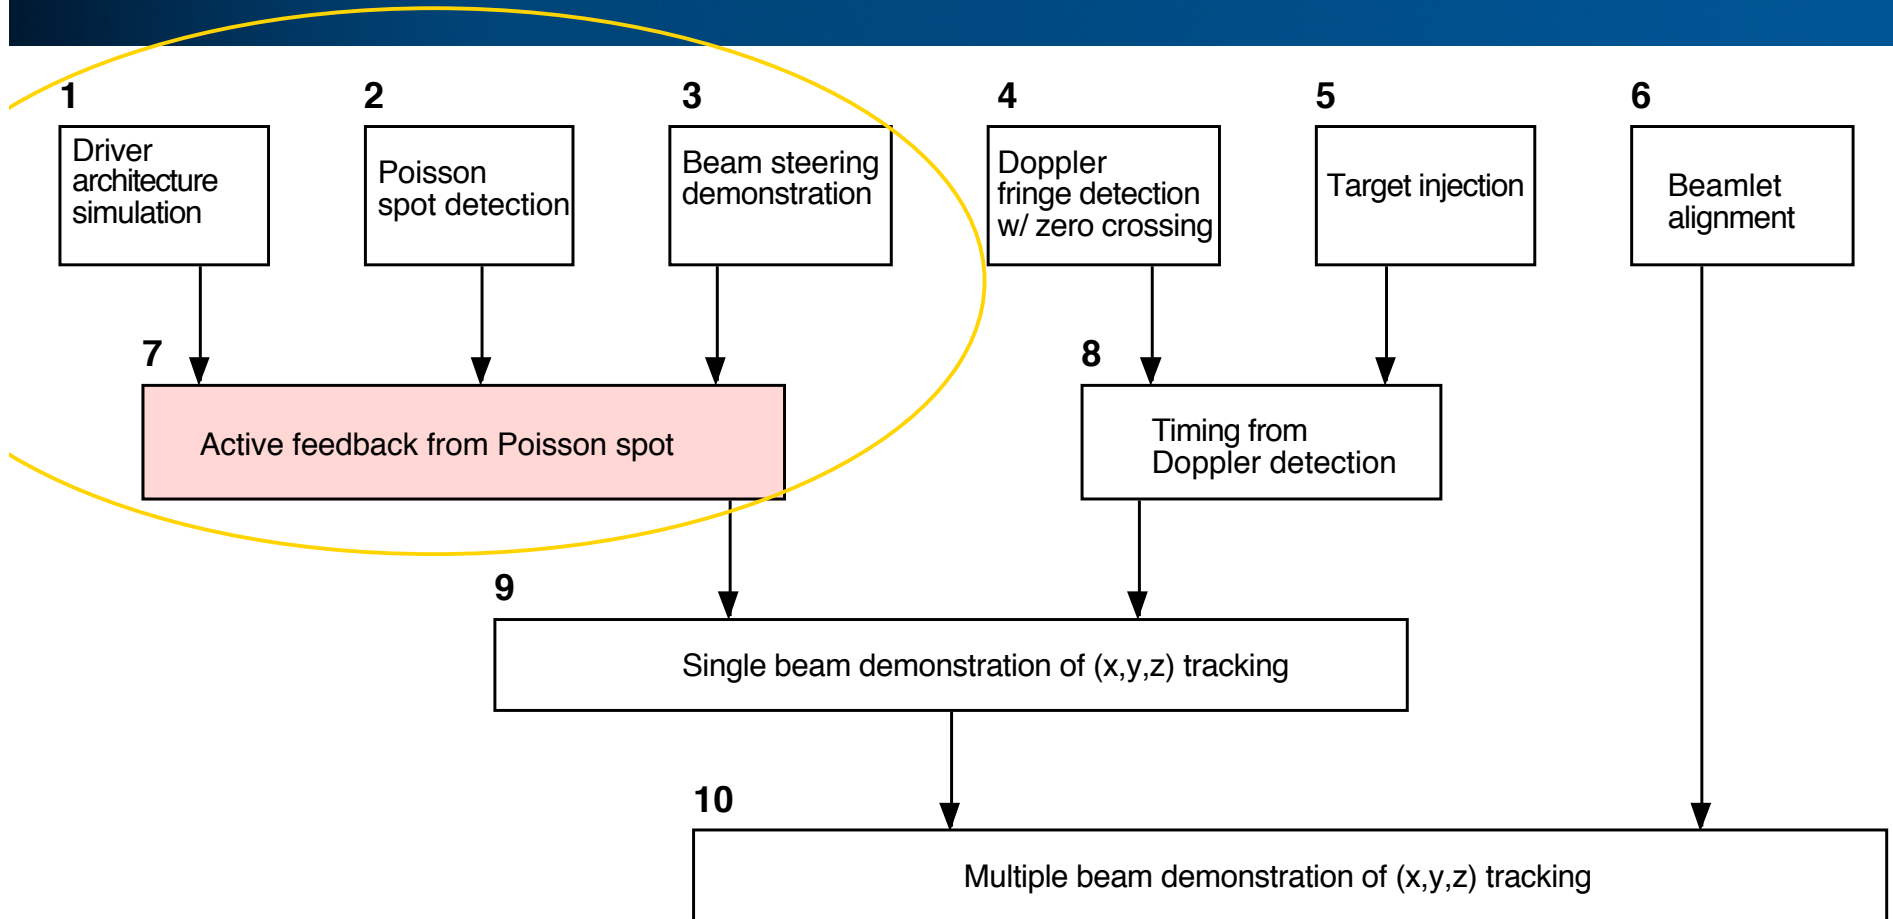 1
2
3
4
5
6
Driver
architecture
simulation
Poisson
spot detection
Beam steering
demonstration
Doppler
fringe detection
w/ zero crossing
Target injection
Beamlet
alignment
7
8
Active feedback from Poisson spot
Timing from
Doppler detection
9
Single beam demonstration of (x,y,z) tracking
10
Multiple beam demonstration of (x,y,z) tracking